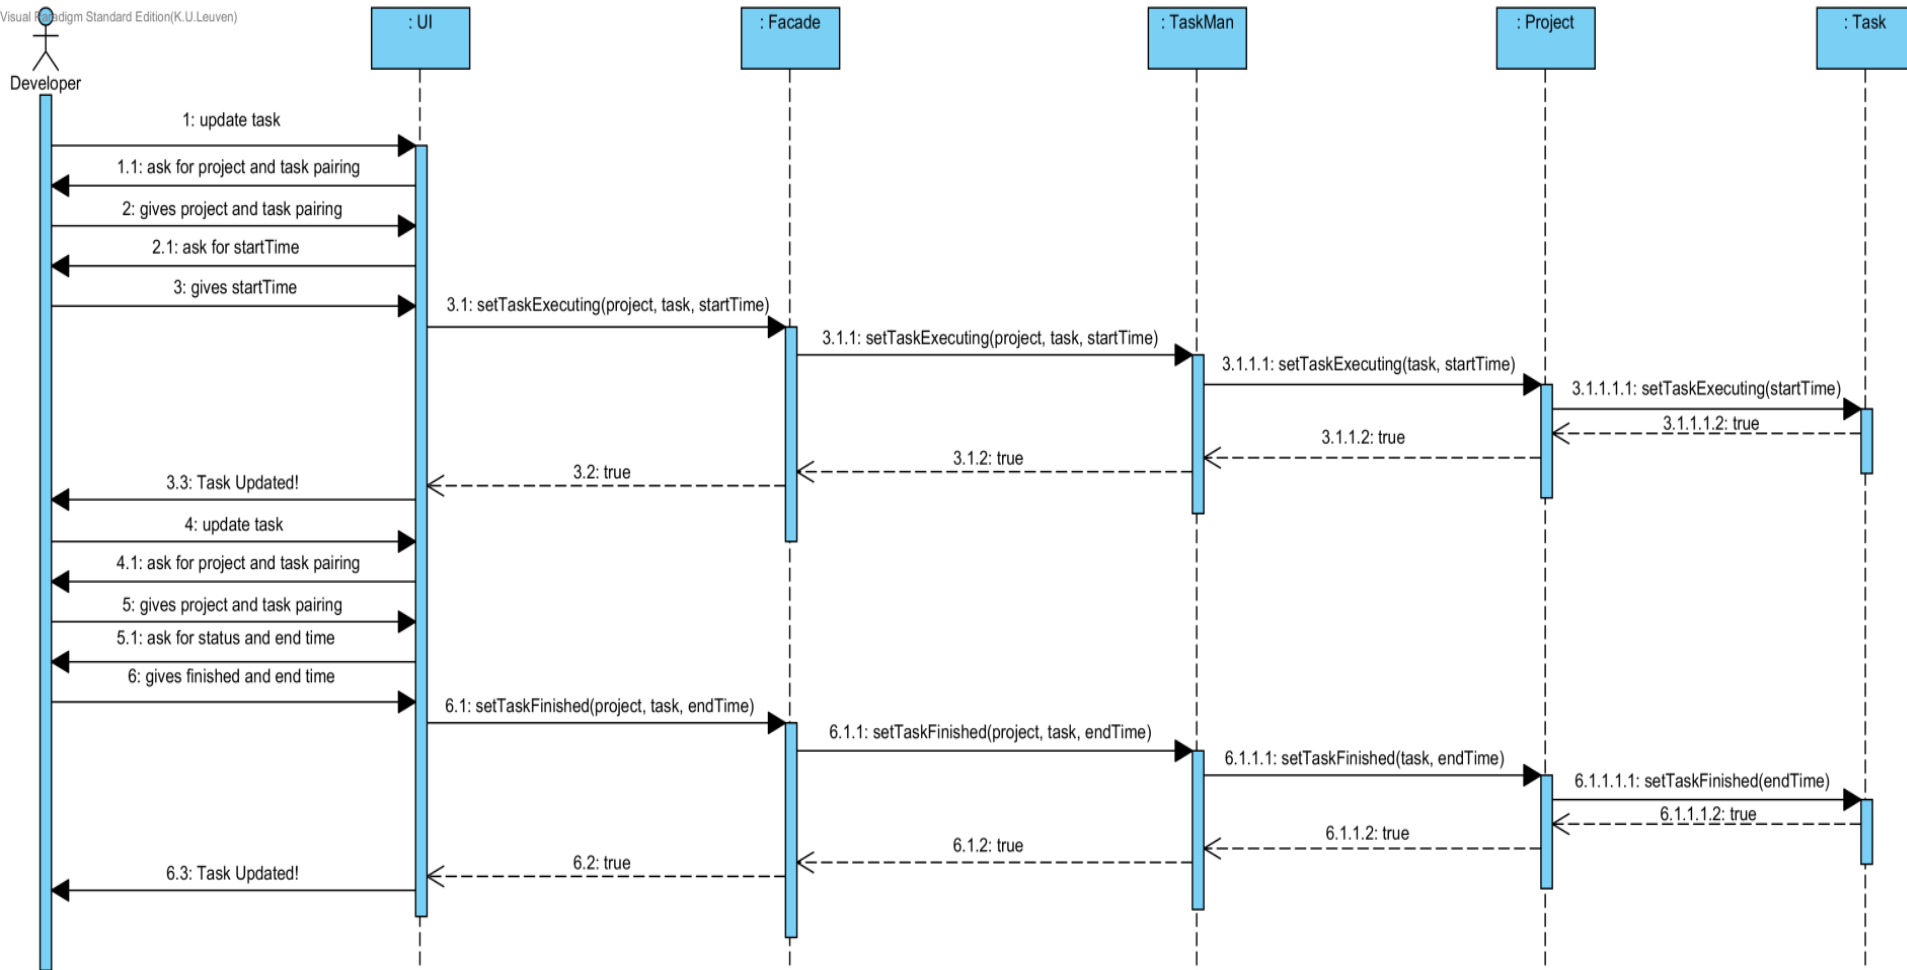 Visual Paradigm Standard Edition(K.U.Leuven)
: UI
: Facade
: TaskMan
: Project
: Task
Developer
1: update task
1.1: ask for project and task pairing
2: gives project and task pairing
2.1: ask for startTime
3: gives startTime
3.1: setTaskExecuting(project, task, startTime)
3.1.1: setTaskExecuting(project, task, startTime)
3.1.1.1: setTaskExecuting(task, startTime)
3.1.1.1.1: setTaskExecuting(startTime)
3.1.1.1.2: true
3.1.1.2: true
3.1.2: true
3.2: true
3.3: Task Updated!
4: update task
4.1: ask for project and task pairing
5: gives project and task pairing
5.1: ask for status and end time
6: gives finished and end time
6.1: setTaskFinished(project, task, endTime)
6.1.1: setTaskFinished(project, task, endTime)
6.1.1.1: setTaskFinished(task, endTime)
6.1.1.1.1: setTaskFinished(endTime)
6.1.1.1.2: true
6.1.1.2: true
6.1.2: true
6.2: true
6.3: Task Updated!